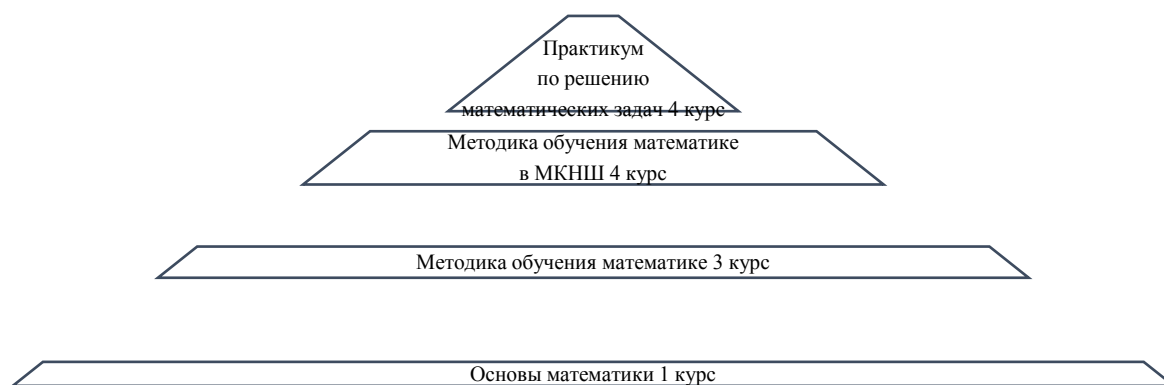 Практикум
по решению
математических задач 4 курс
Методика обучения математике
в МКНШ 4 курс
Методика обучения математике 3 курс
Основы математики 1 курс